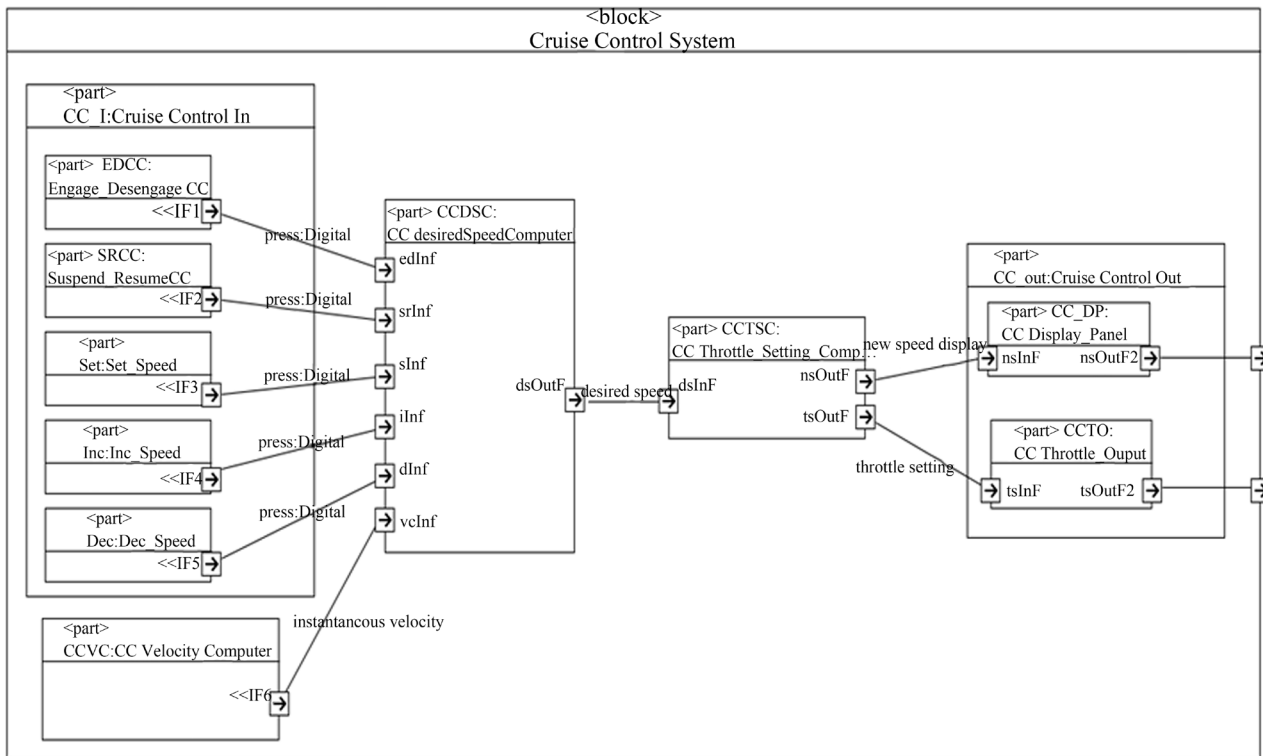 <block>
Cruise Control System
<part>
CC_I:Cruise Control In
<part> EDCC:
Engage_Desengage CC
<<IF1
press:Digital
<part> SRCC:
Suspend_ResumeCC
<<IF2
press:Digital
<part>
Set:Set_Speed
<<IF3
press:Digital
<part>
Inc:Inc_Speed
<<IF4
press:Digital
<part>
Dec:Dec_Speed
<<IF5
press:Digital
<part>
CCVC:CC Velocity Computer
<<IF6
instantancous velocity
<part> CCDSC:
CC desiredSpeedComputer
edInf
srInf
sInf
iInf
dInf
vcInf
dsOutF
desired speed
<part> CCTSC:
CC Throttle_Setting_Comp…
dsInF
nsOutF
tsOutF
new speed display
throttle setting
<part>
CC_out:Cruise Control Out
<part> CC_DP:
CC Display_Panel
nsInF nsOutF2
<part> CCTO:
CC Throttle_Ouput
tsInF tsOutF2